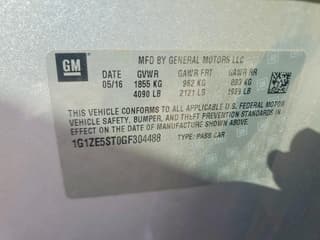 GM
MFD BY GENERAL MOTORS LLC
DATE GVWR GAWR FRT GAWR RR
05/16 1855 KG 962 KG 893 KG
4090 LB 2121 LB 1969 LB
THIS VEHICLE CONFORMS TO ALL APPLICABLE U.S. FEDERAL MOTOR
VEHICLE SAFETY, BUMPER, AND THEFT PREVENTION STANDARDS
IN EFFECT ON THE DATE OF MANUFACTURE SHOWN ABOVE.
1G1ZE5ST0GF304488 TYPE: PASS CAR